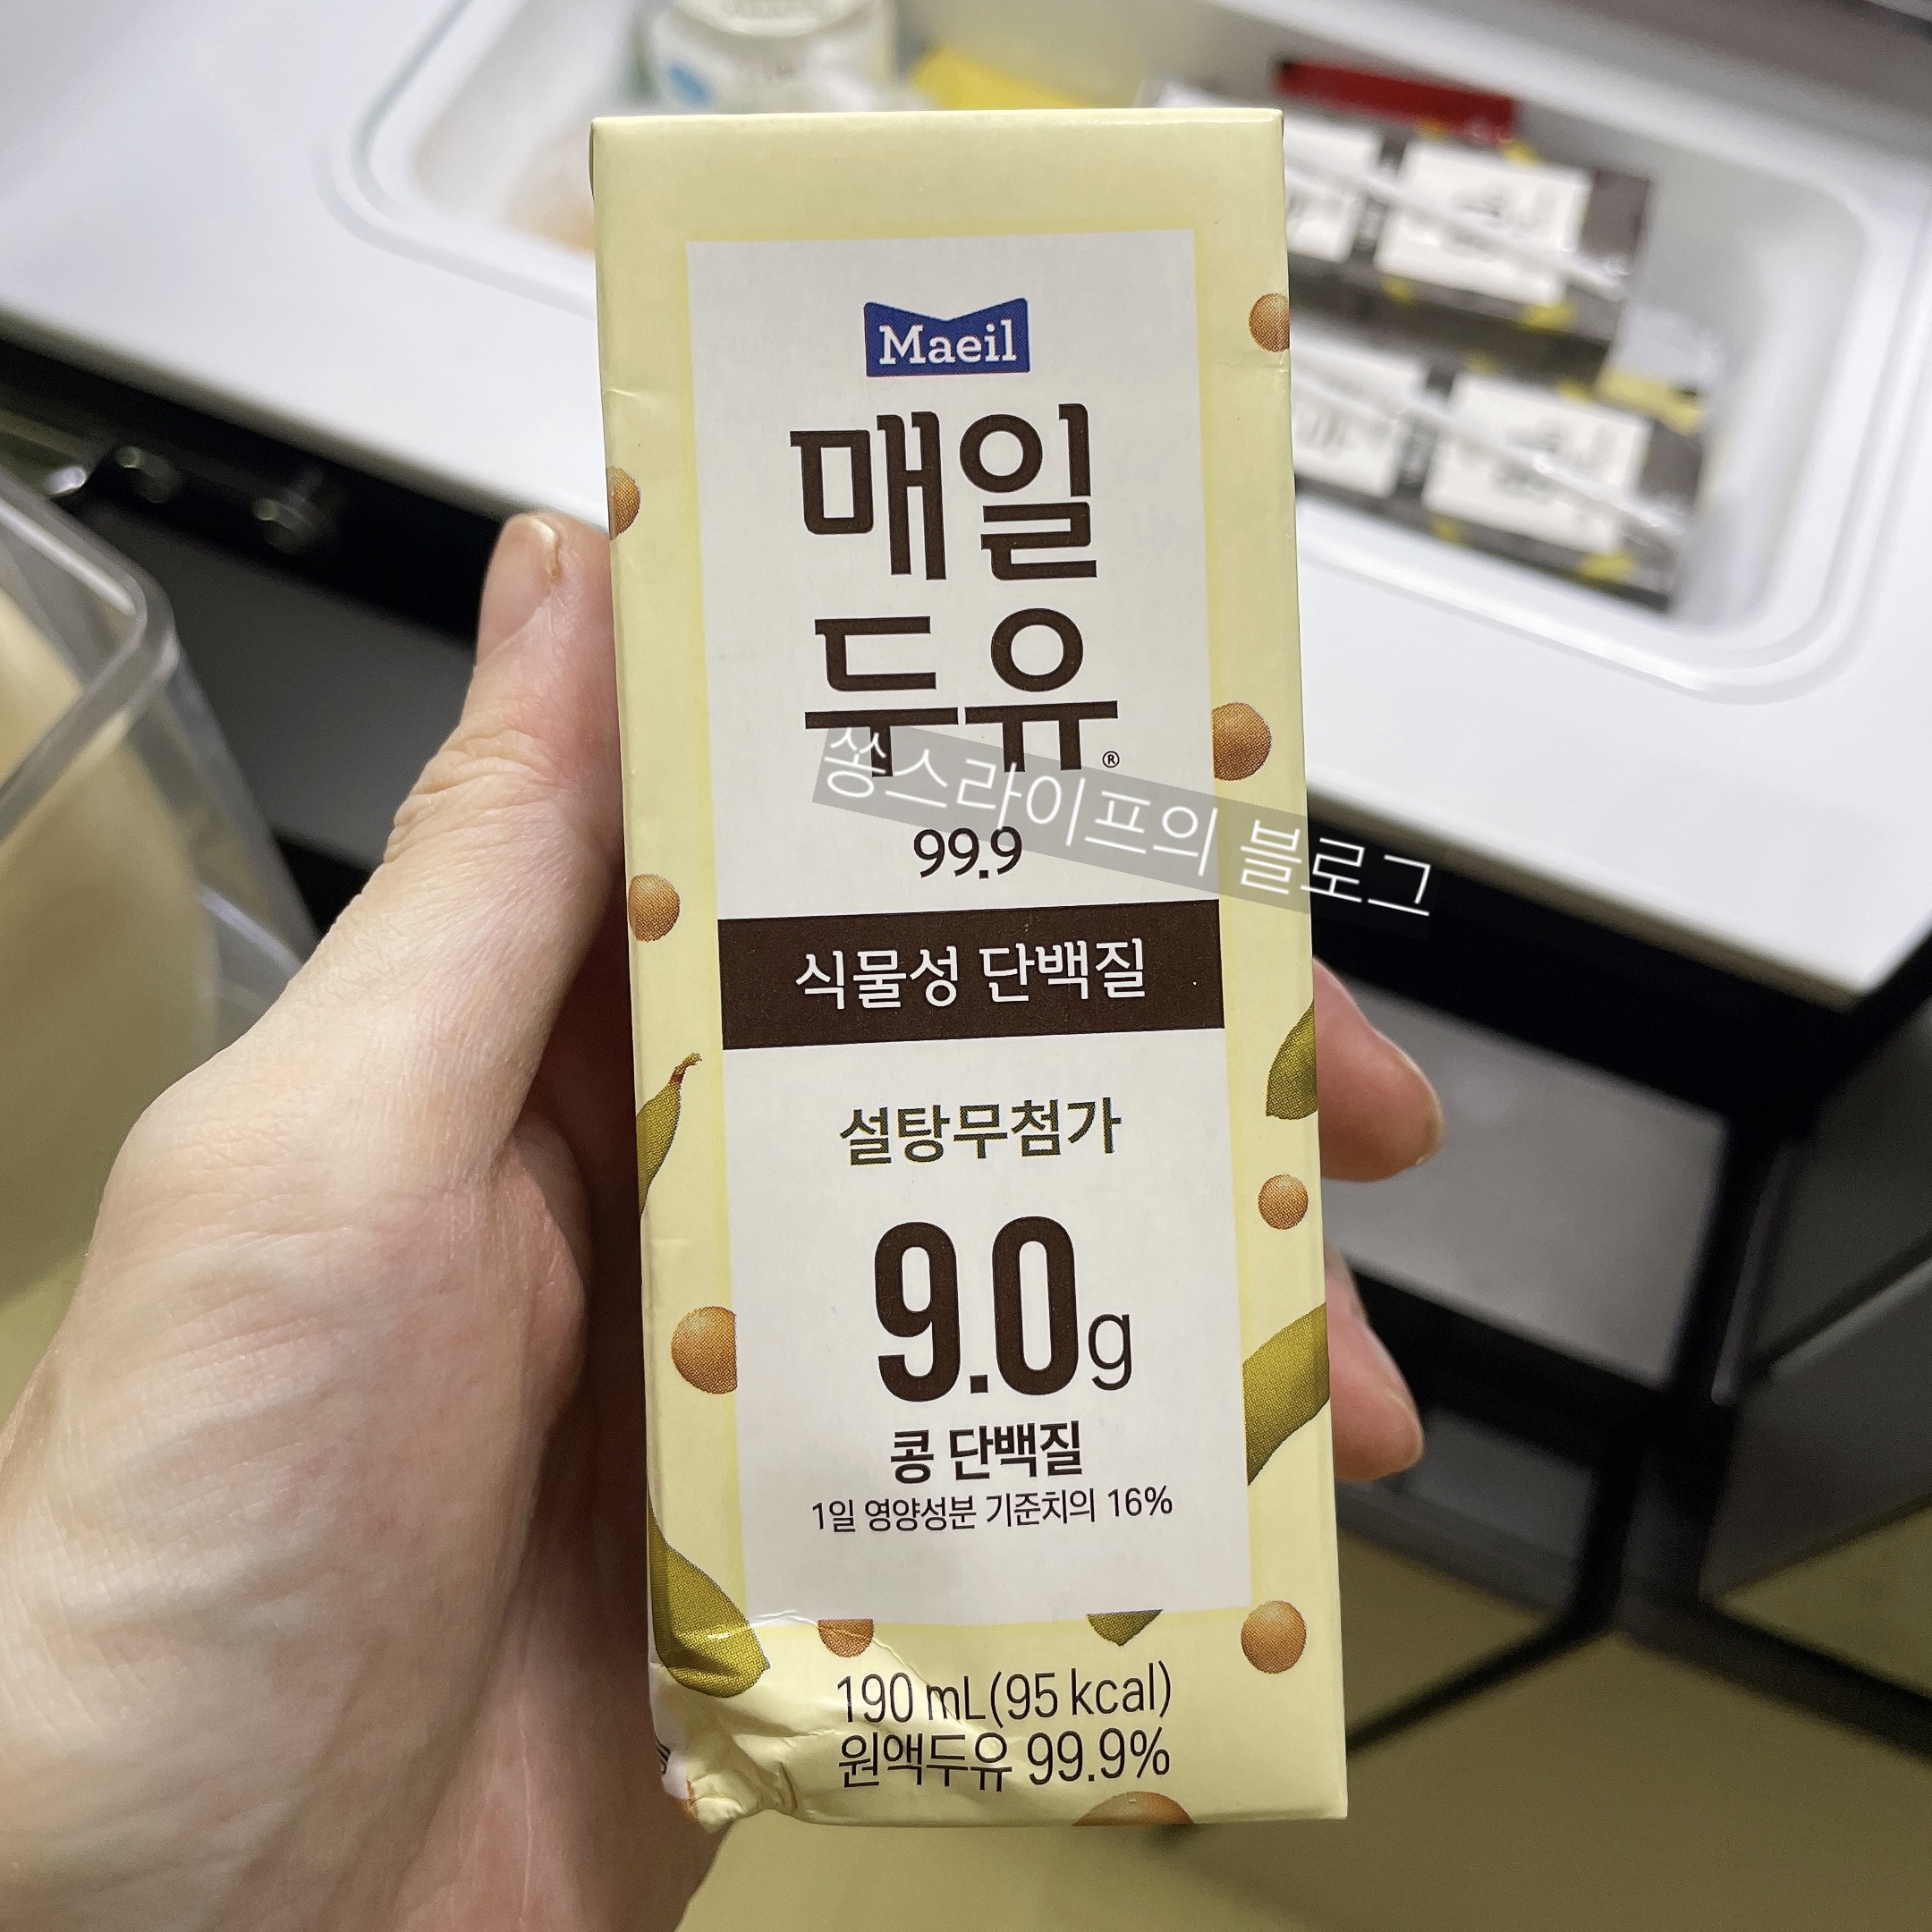 Maeil
매일
두유®
쏭스라이프의 블로그
99.9
식물성 단백질
설탕무첨가
9.0g
콩 단백질
1일 영양성분 기준치의 16%
190 mL(95 kcal)
원액두유 99.9%